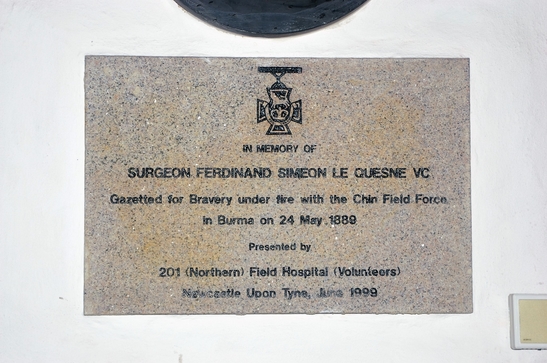 IN MEMORY OF
SURGEON FERDINAND SIMEON LE QUESNE VC
Gazetted for Bravery under fire with the Chin Field Force
in Burma on 24 May 1889
Presented by
201 (Northern) Field Hospital (Volunteers)
Newcastle Upon Tyne, June 1999